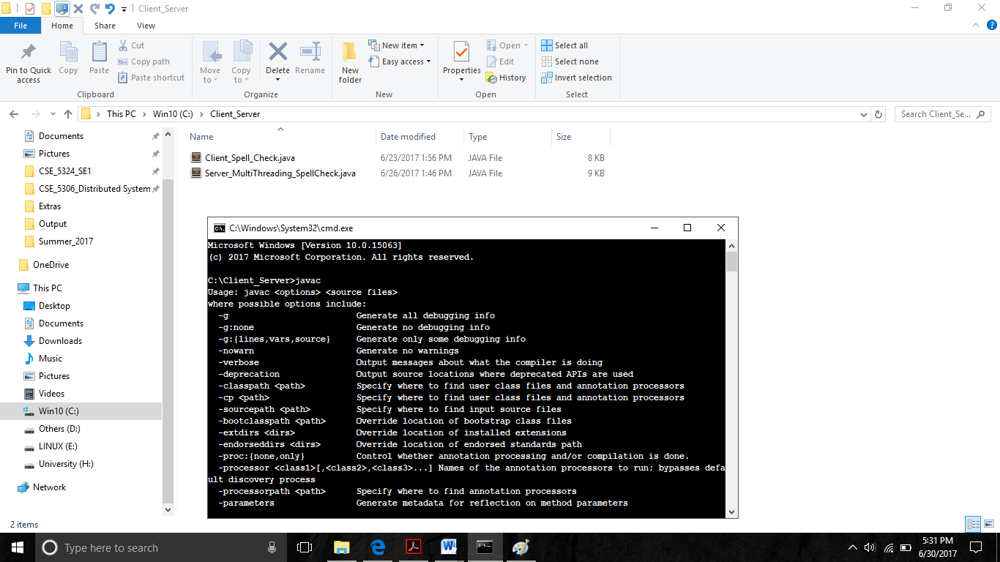 Client_Server
File Home Share View
Pin to Quick access
Copy
Paste
Cut
Copy path
Paste shortcut
Clipboard
Move to
Copy to
Delete
Rename
Organize
New folder
New item
Easy access
New
Properties
Open
Edit
History
Open
Select all
Select none
Invert selection
Select
This PC > Win10 (C:) > Client_Server
Search Client_Se...
Documents
Pictures
CSE_5324_SE1
CSE_5306_Distributed System
Extras
Output
Summer_2017
OneDrive
This PC
Desktop
Documents
Downloads
Music
Pictures
Videos
Win10 (C:)
Others (D:)
LINUX (E:)
University (H:)
Network
Name Date modified Type Size
Client_Spell_Check.java 6/23/2017 1:56 PM JAVA File 8 KB
Server_MultiThreading_SpellCheck.java 6/26/2017 1:46 PM JAVA File 9 KB
C:\Windows\System32\cmd.exe
Microsoft Windows [Version 10.0.15063]
(c) 2017 Microsoft Corporation. All rights reserved.
C:\Client_Server>javac
Usage: javac <options> <source files>
where possible options include:
-g Generate all debugging info
-g:none Generate no debugging info
-g:{lines,vars,source} Generate only some debugging info
-nowarn Generate no warnings
-verbose Output messages about what the compiler is doing
-deprecation Output source locations where deprecated APIs are used
-classpath <path> Specify where to find user class files and annotation processors
-cp <path> Specify where to find user class files and annotation processors
-sourcepath <path> Specify where to find input source files
-bootclasspath <path> Override location of bootstrap class files
-extdirs <dirs> Override location of installed extensions
-endorseddirs <dirs> Override location of endorsed standards path
-proc:{none,only} Control whether annotation processing and/or compilation is done.
-processor <class1>[,<class2>,<class3>...] Names of the annotation processors to run; bypasses defa
ult discovery process
-processorpath <path> Specify where to find annotation processors
-parameters Generate metadata for reflection on method parameters
2 items
Type here to search
5:31 PM
6/30/2017